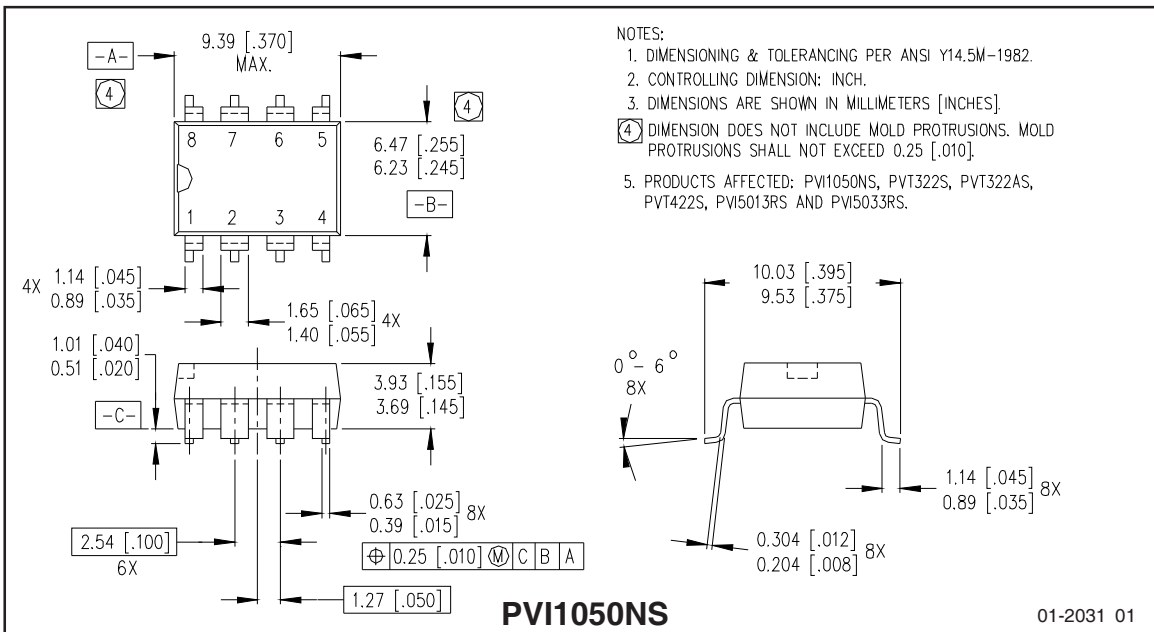 -A-
9.39 [.370]
MAX.
4
4
8 7 6 5
1 2 3 4
6.47 [.255]
6.23 [.245]
-B-
4X 1.14 [.045]
0.89 [.035]
1.65 [.065]
1.40 [.055] 4X
1.01 [.040]
0.51 [.020]
-C-
3.93 [.155]
3.69 [.145]
0.63 [.025]
0.39 [.015] 8X
2.54 [.100]
6X
⌖ 0.25 [.010] Ⓜ C B A
1.27 [.050]
NOTES:
1. DIMENSIONING & TOLERANCING PER ANSI Y14.5M-1982.
2. CONTROLLING DIMENSION: INCH.
3. DIMENSIONS ARE SHOWN IN MILLIMETERS [INCHES].
4 DIMENSION DOES NOT INCLUDE MOLD PROTRUSIONS. MOLD
PROTRUSIONS SHALL NOT EXCEED 0.25 [.010].
5. PRODUCTS AFFECTED: PVI1050NS, PVT322S, PVT322AS,
PVT422S, PVI5013RS AND PVI5033RS.
10.03 [.395]
9.53 [.375]
0° - 6°
8X
1.14 [.045]
0.89 [.035] 8X
0.304 [.012]
0.204 [.008] 8X
PVI1050NS
01-2031 01